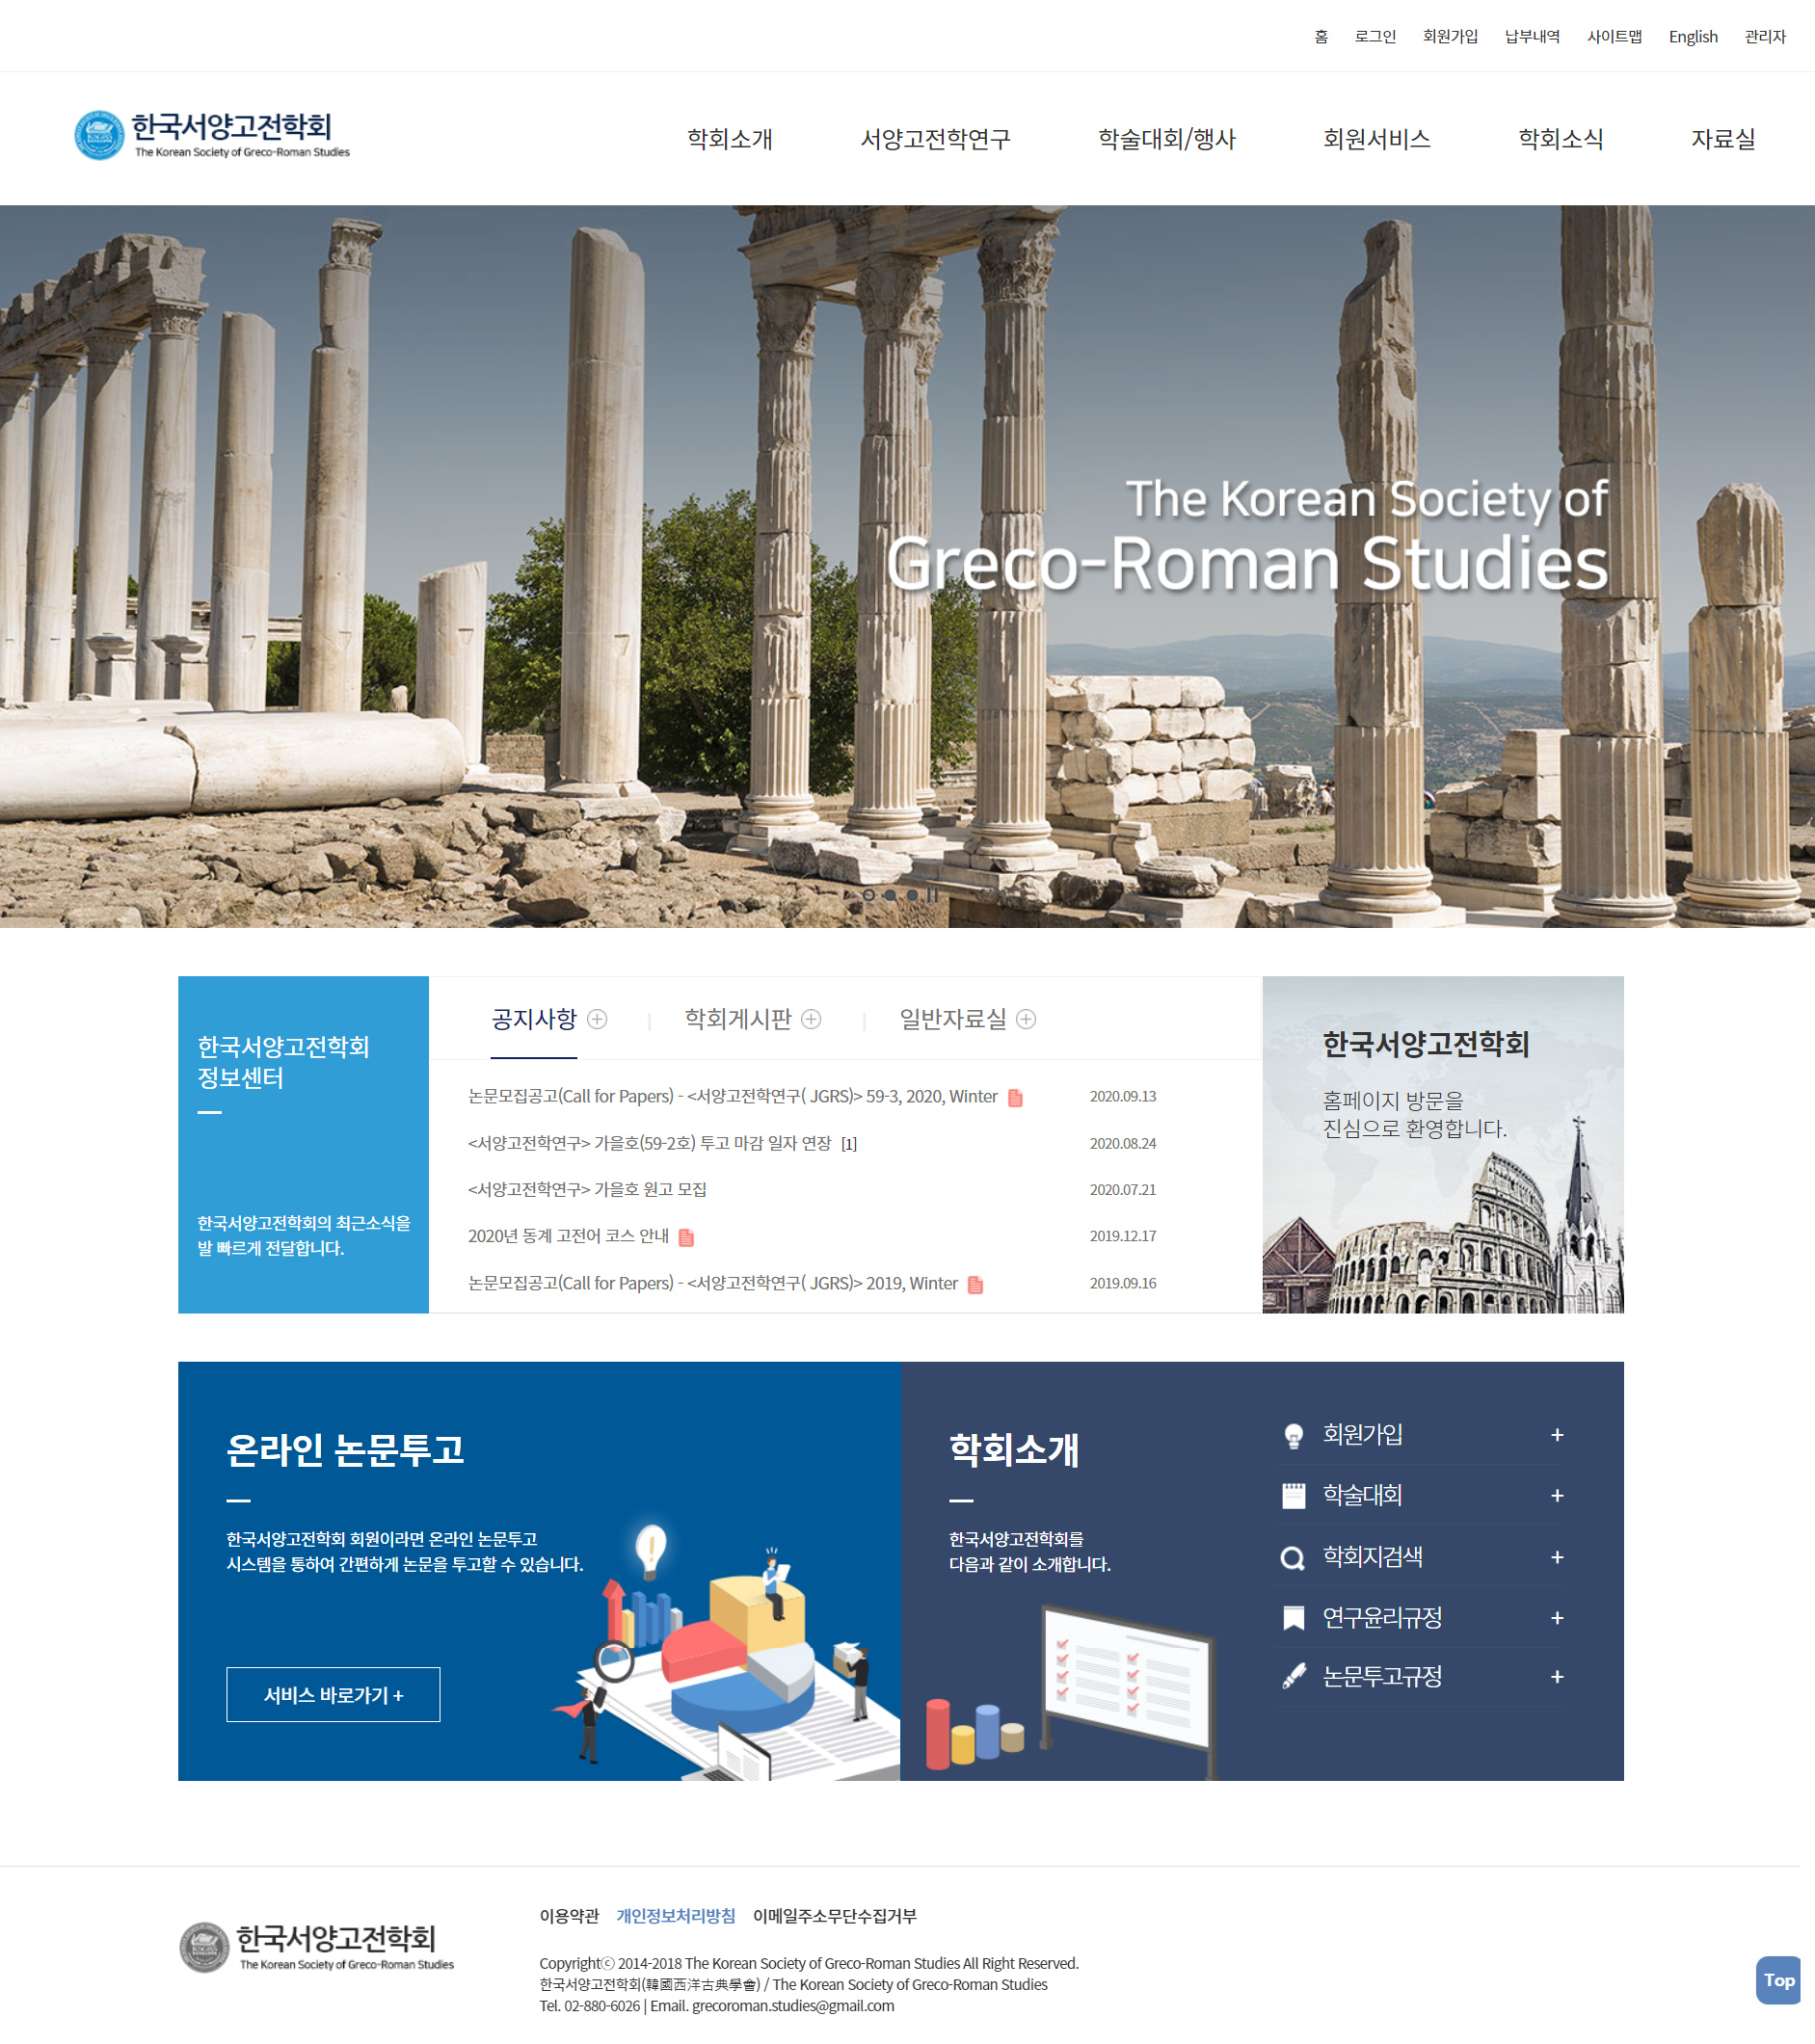 홈 로그인 회원가입 납부내역 사이트맵 English 관리자
한국서양고전학회
The Korean Society of Greco-Roman Studies
학회소개 서양고전학연구 학술대회/행사 회원서비스 학회소식 자료실
The Korean Society of
Greco-Roman Studies
한국서양고전학회
정보센터
한국서양고전학회의 최근소식을
발 빠르게 전달합니다.
공지사항 | 학회게시판 | 일반자료실
논문모집공고(Call for Papers) - <서양고전학연구( JGRS)> 59-3, 2020, Winter 2020.09.13
<서양고전학연구> 가을호(59-2호) 투고 마감 일자 연장 [1] 2020.08.24
<서양고전학연구> 가을호 원고 모집 2020.07.21
2020년 동계 고전어 코스 안내 2019.12.17
논문모집공고(Call for Papers) - <서양고전학연구( JGRS)> 2019, Winter 2019.09.16
한국서양고전학회
홈페이지 방문을
진심으로 환영합니다.
온라인 논문투고
한국서양고전학회 회원이라면 온라인 논문투고
시스템을 통하여 간편하게 논문을 투고할 수 있습니다.
서비스 바로가기 +
학회소개
한국서양고전학회를
다음과 같이 소개합니다.
회원가입 +
학술대회 +
학회지검색 +
연구윤리규정 +
논문투고규정 +
한국서양고전학회
The Korean Society of Greco-Roman Studies
이용약관 개인정보처리방침 이메일주소무단수집거부
Copyrightⓒ 2014-2018 The Korean Society of Greco-Roman Studies All Right Reserved.
한국서양고전학회(韓國西洋古典學會) / The Korean Society of Greco-Roman Studies
Tel. 02-880-6026 | Email. grecoroman.studies@gmail.com
Top